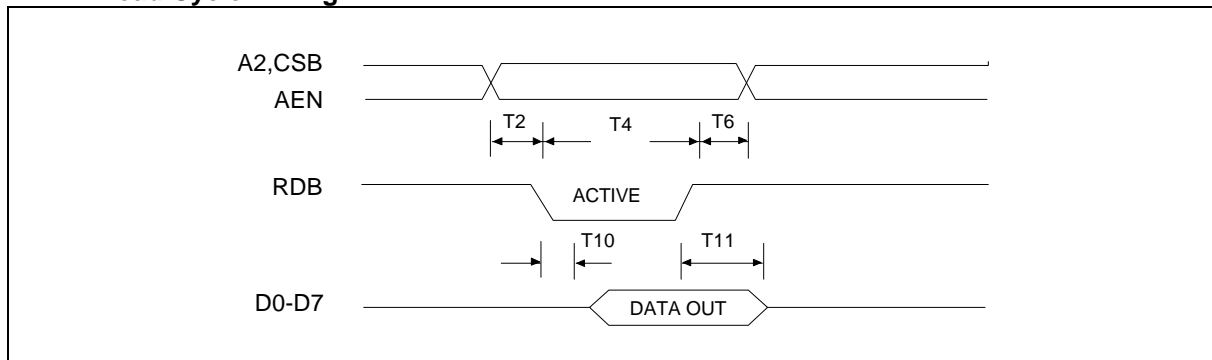 A2,CSB
AEN
T2 T4 T6
RDB
ACTIVE
T10 T11
D0-D7
DATA OUT